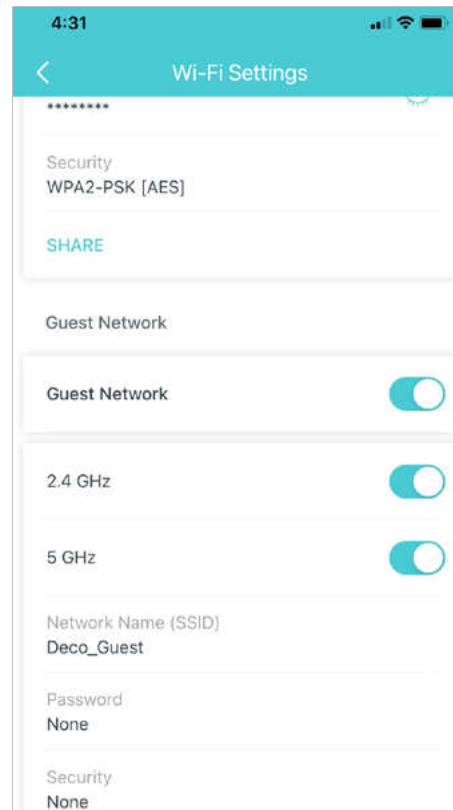 4:31
Wi-Fi Settings
********
Security
WPA2-PSK [AES]
SHARE
Guest Network
Guest Network
2.4 GHz
5 GHz
Network Name (SSID)
Deco_Guest
Password
None
Security
None